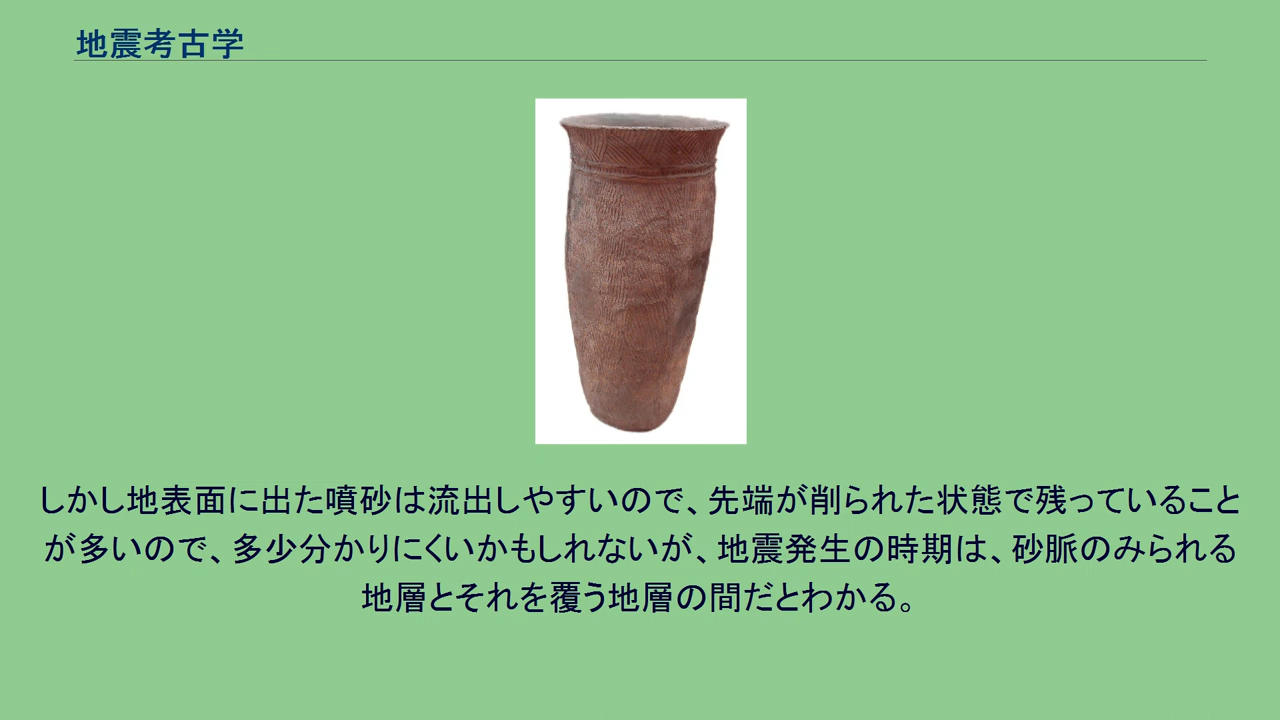 地震考古学
しかし地表面に出た噴砂は流出しやすいので、先端が削られた状態で残っていること
が多いので、多少分かりにくいかもしれないが、地震発生の時期は、砂脈のみられる
地層とそれを覆う地層の間だとわかる。